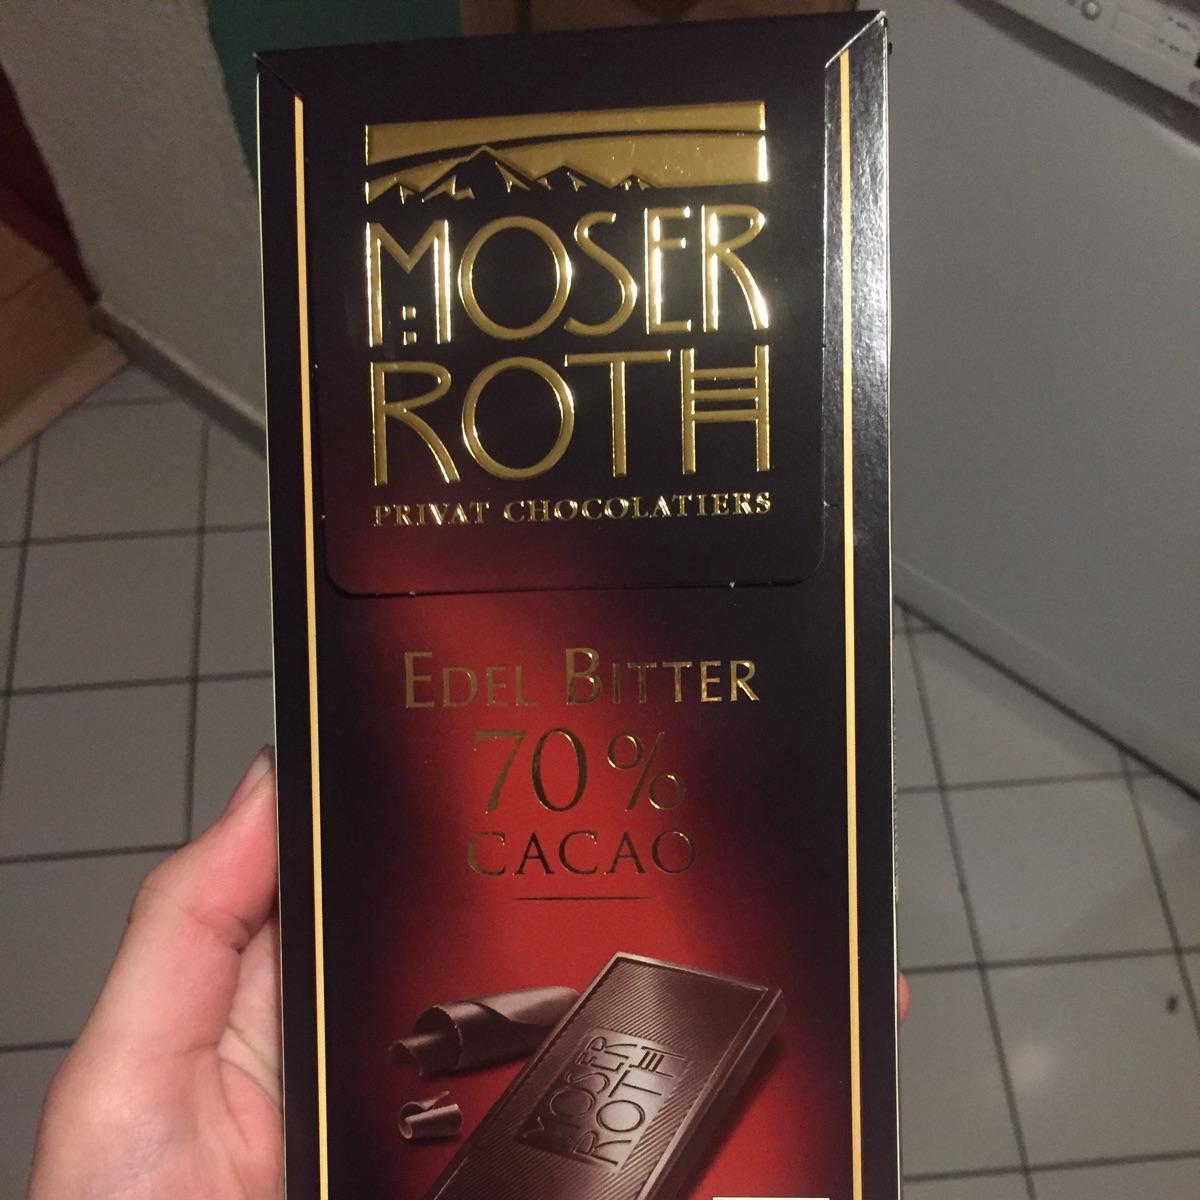 MOSER
ROTH
PRIVAT CHOCOLATIERS
EDEL BITTER
70%
CACAO
MOSER
ROTH